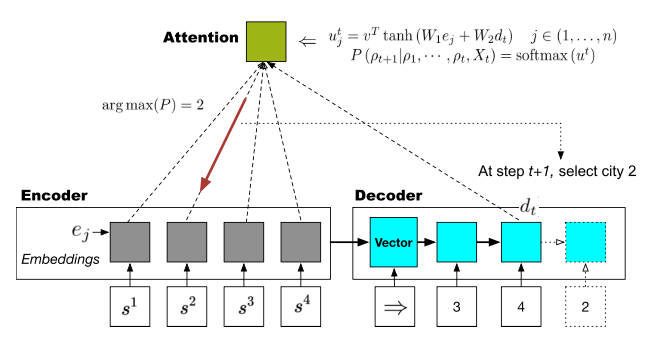 Attention
⇐ u_j^t = v^T tanh (W_1 e_j + W_2 d_t) j ∈ (1, . . . , n)
P (ρ_{t+1}|ρ_1, · · · , ρ_t, X_t) = softmax (u^t)
arg max(P) = 2
At step t+1, select city 2
Encoder
Decoder
e_j
d_t
Vector
Embeddings
s^1
s^2
s^3
s^4
⇒
3
4
2